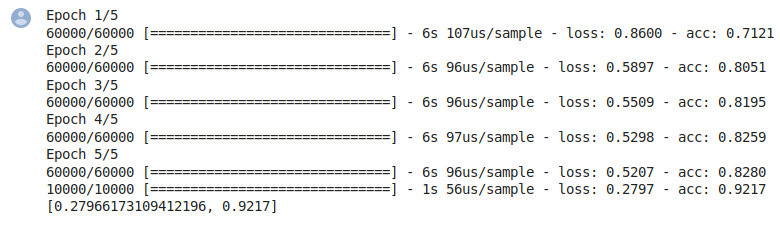 Epoch 1/5
60000/60000 [==============================] - 6s 107us/sample - loss: 0.8600 - acc: 0.7121
Epoch 2/5
60000/60000 [==============================] - 6s 96us/sample - loss: 0.5897 - acc: 0.8051
Epoch 3/5
60000/60000 [==============================] - 6s 96us/sample - loss: 0.5509 - acc: 0.8195
Epoch 4/5
60000/60000 [==============================] - 6s 97us/sample - loss: 0.5298 - acc: 0.8259
Epoch 5/5
60000/60000 [==============================] - 6s 96us/sample - loss: 0.5207 - acc: 0.8280
10000/10000 [==============================] - 1s 56us/sample - loss: 0.2797 - acc: 0.9217
[0.27966173109412196, 0.9217]